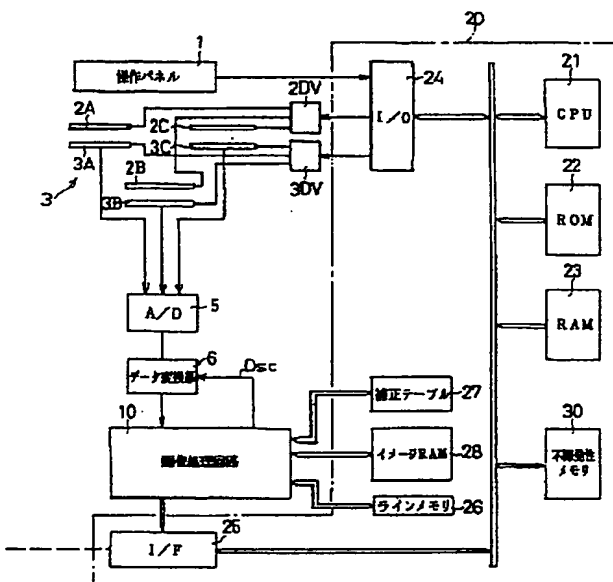 20
1
操作パネル
24
I/O
21
CPU
2A
2DV
2C
3A
3C
3DV
2B
3
22
ROM
23
RAM
A/D
5
6
データ変換部
Dsc
10
画像処理回路
補正テーブル
27
イメージRAM
28
ラインメモリ
26
30
不揮発性
メモリ
I/F
25